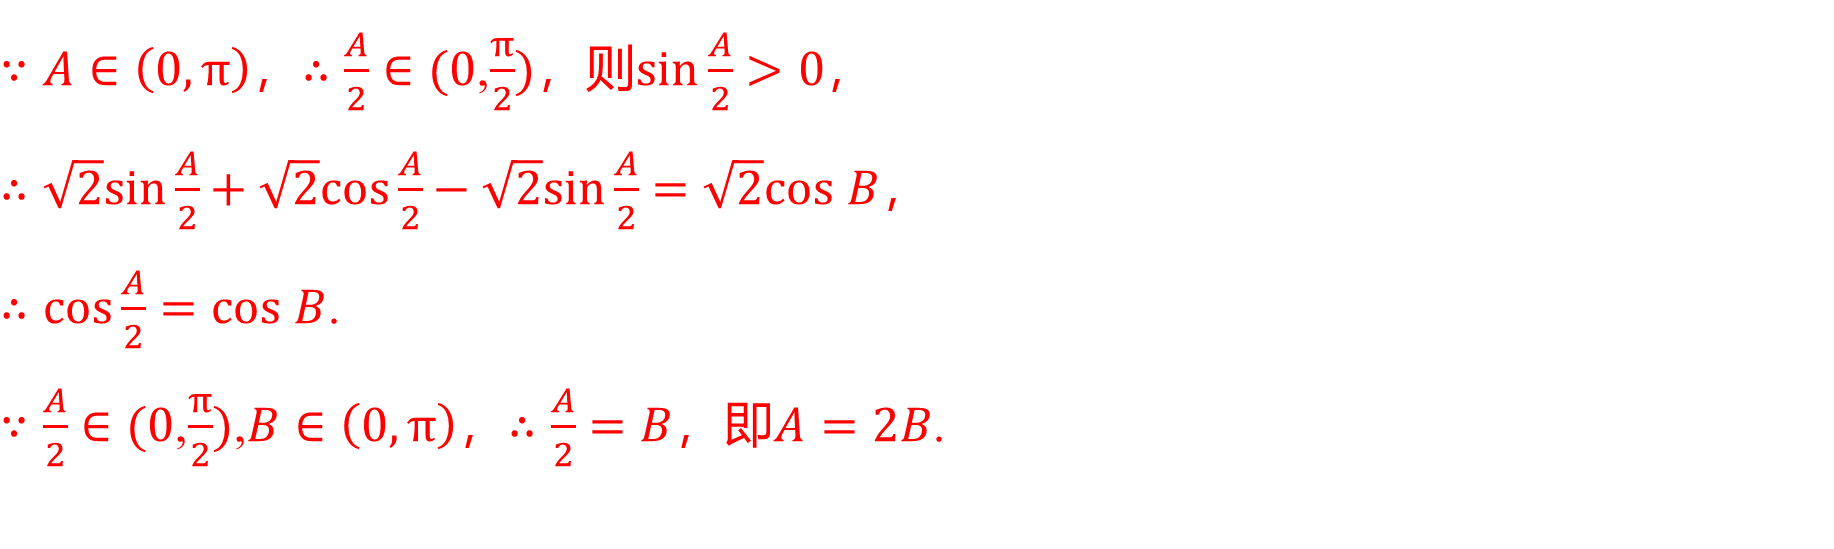 ∵ A ∈ (0, π)，∴ A/2 ∈ (0,π/2)，则sin A/2 > 0，
∴ √2sin A/2 + √2cos A/2 − √2sin A/2 = √2cos B，
∴ cos A/2 = cos B.
∵ A/2 ∈ (0,π/2),B ∈ (0, π)，∴ A/2 = B，即A = 2B.